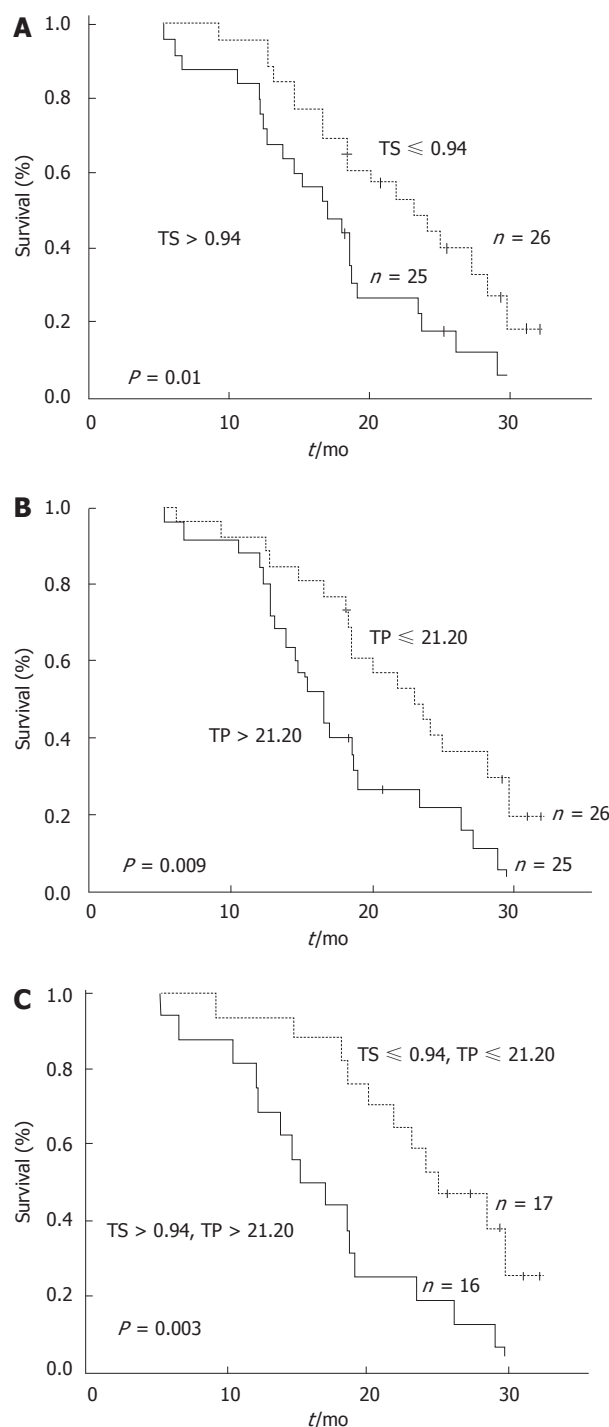 A
1.0
0.8
0.6
0.4
0.2
0.0
Survival (%)
TS ⩽ 0.94
TS > 0.94
n = 26
n = 25
P = 0.01
0 10 20 30
t/mo
B
1.0
0.8
0.6
0.4
0.2
0.0
Survival (%)
TP ⩽ 21.20
TP > 21.20
n = 26
n = 25
P = 0.009
0 10 20 30
t/mo
C
1.0
0.8
0.6
0.4
0.2
0.0
Survival (%)
TS ⩽ 0.94, TP ⩽ 21.20
n = 17
TS > 0.94, TP > 21.20
n = 16
P = 0.003
0 10 20 30
t/mo